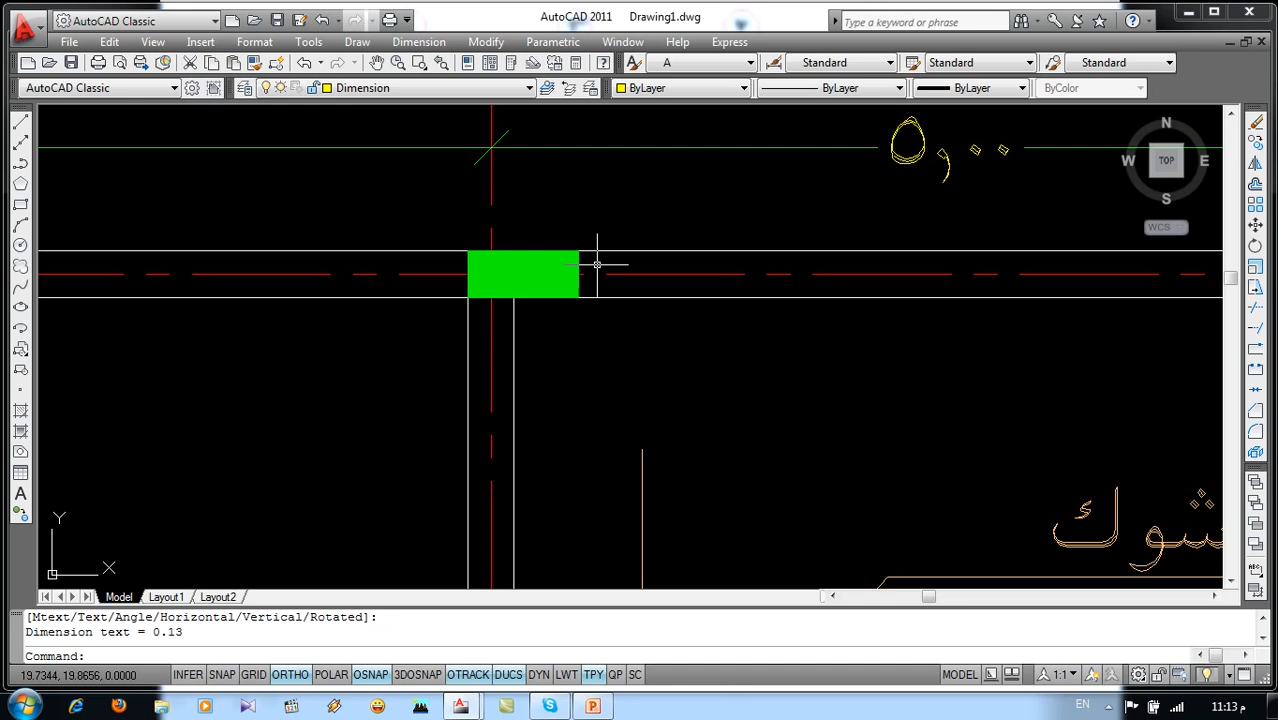 AutoCAD Classic
AutoCAD 2011 Drawing1.dwg
Type a keyword or phrase
File Edit View Insert Format Tools Draw Dimension Modify Parametric Window Help Express
A Standard Standard Standard
AutoCAD Classic Dimension ByLayer ByLayer ByLayer ByColor
٥,٠٠
N
W TOP E
S
WCS
شوك
Y
X
Model Layout1 Layout2
[Mtext/Text/Angle/Horizontal/Vertical/Rotated]:
Dimension text = 0.13
Command:
19.7344, 19.8656, 0.0000 INFER SNAP GRID ORTHO POLAR OSNAP 3DOSNAP OTRACK DUCS DYN LWT TPY QP SC MODEL 1:1
EN 11:13 م